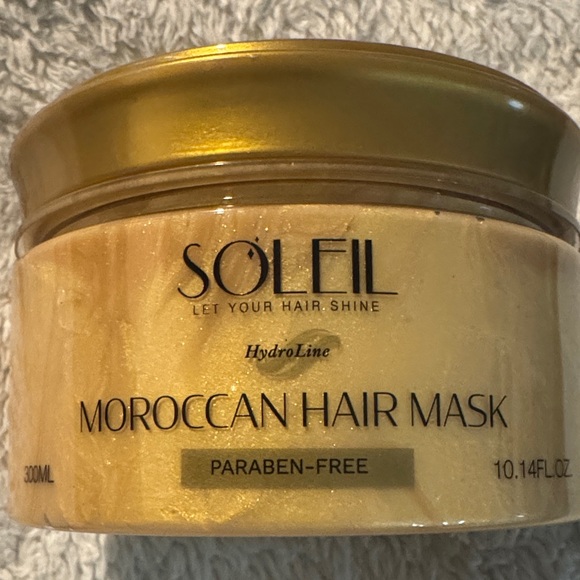 SOLEIL
LET YOUR HAIR SHINE
HydroLine
MOROCCAN HAIR MASK
PARABEN-FREE
300ML
10.14FL.OZ.